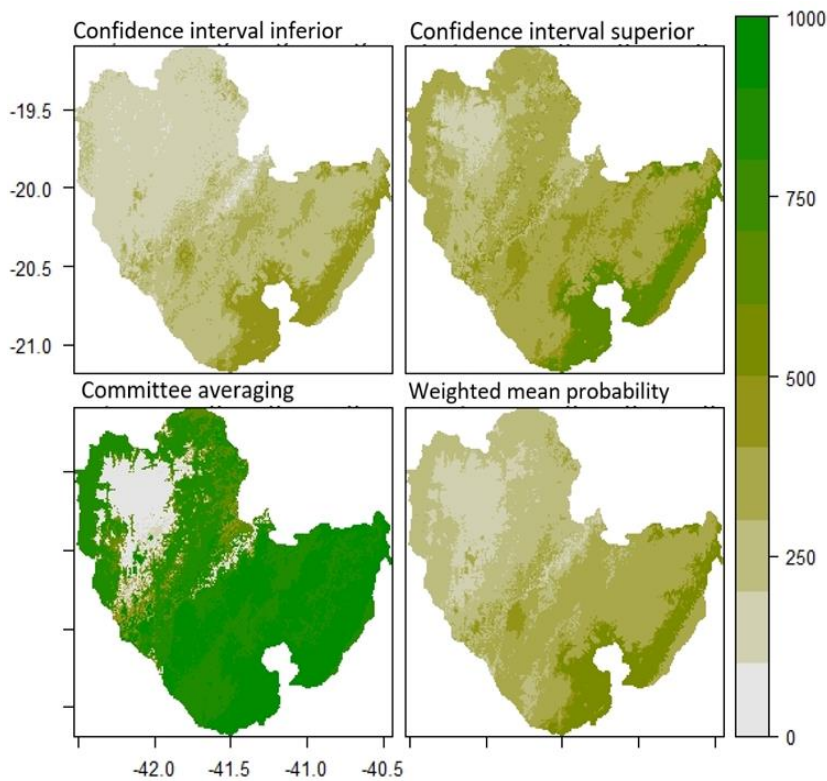 Confidence interval inferior
Confidence interval superior
1000
-19.5
-20.0
750
-20.5
-21.0
Committee averaging
Weighted mean probability
500
250
0
-42.0 -41.5 -41.0 -40.5